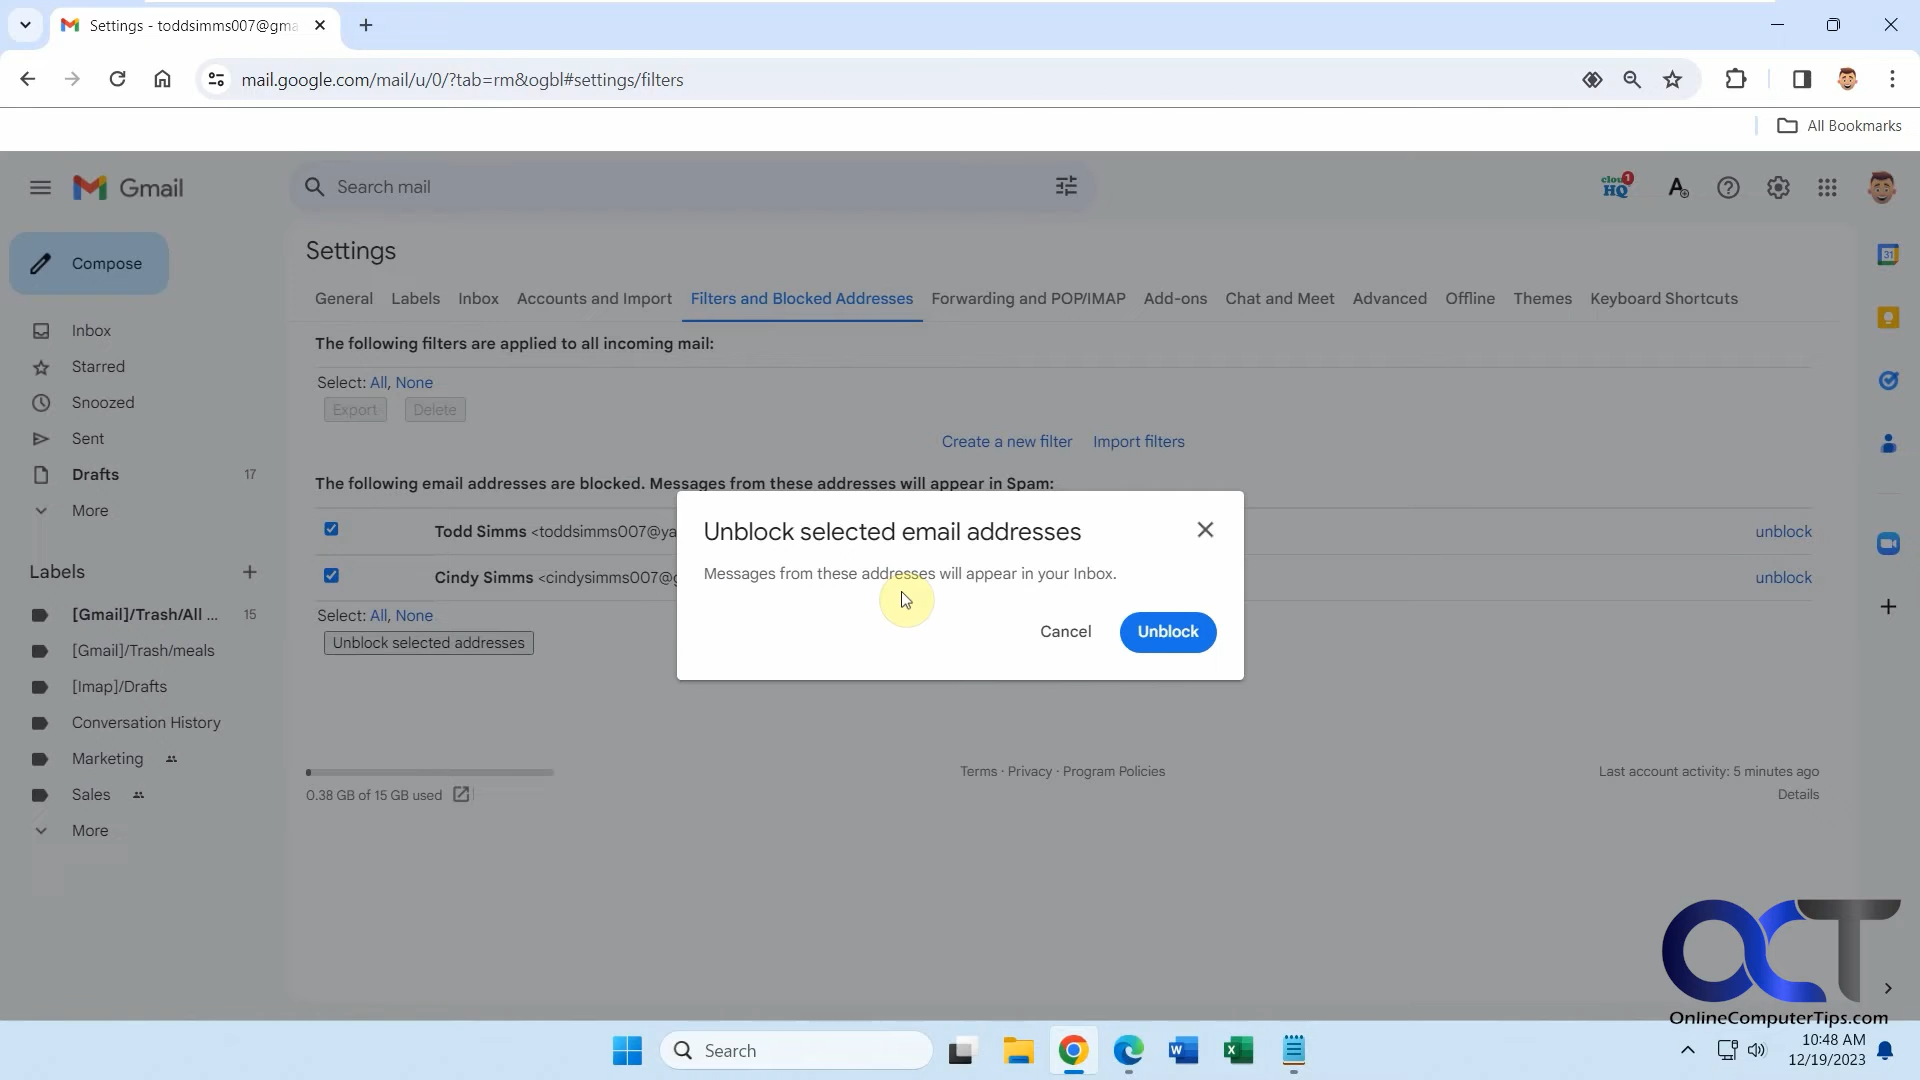 Settings - toddsimms007@gma
mail.google.com/mail/u/0/?tab=rm&ogbl#settings/filters
All Bookmarks
Gmail
Search mail
clou
HQ
1
Compose
Settings
General Labels Inbox Accounts and Import Filters and Blocked Addresses Forwarding and POP/IMAP Add-ons Chat and Meet Advanced Offline Themes Keyboard Shortcuts
31
Inbox
Starred
Snoozed
Sent
Drafts 17
More
The following filters are applied to all incoming mail:
Select: All, None
Export Delete
Create a new filter Import filters
The following email addresses are blocked. Messages from these addresses will appear in Spam:
Todd Simms <toddsimms007@ya
unblock
Cindy Simms <cindysimms007@g
unblock
Select: All, None
Unblock selected addresses
Unblock selected email addresses
Messages from these addresses will appear in your Inbox.
Cancel Unblock
Labels
[Gmail]/Trash/All ... 15
[Gmail]/Trash/meals
[Imap]/Drafts
Conversation History
Marketing
Sales
More
0.38 GB of 15 GB used
Terms · Privacy · Program Policies
Last account activity: 5 minutes ago
Details
OCT
OnlineComputerTips.com
Search
W
X
10:48 AM
12/19/2023